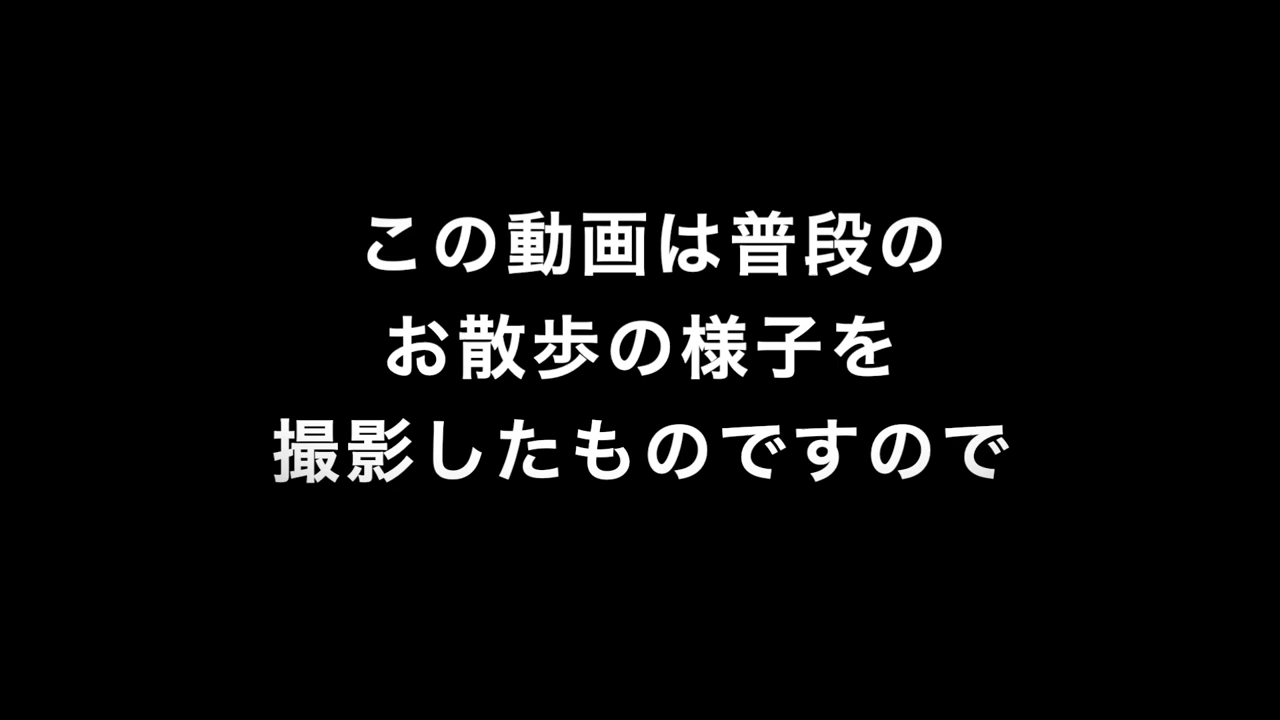 この動画は普段の
お散歩の様子を
撮影したものですので